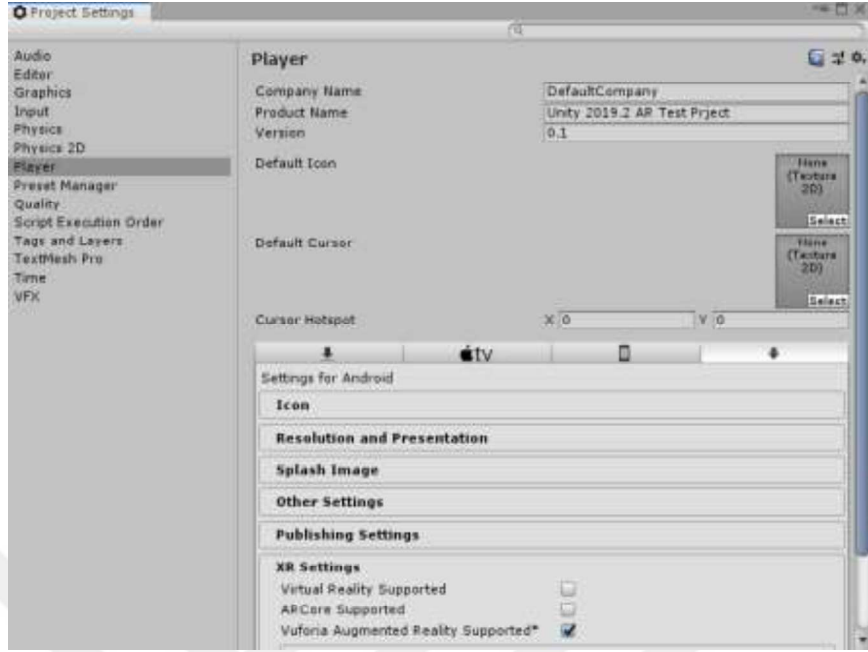 Project Settings
Audio
Editor
Graphics
Input
Physics
Physics 2D
Player
Preset Manager
Quality
Script Execution Order
Tags and Layers
TextMesh Pro
Time
VFX
Player
Company Name DefaultCompany
Product Name Unity 2019.2 AR Test Prject
Version 0.1
Default Icon
None
(Texture
2D)
Select
Default Cursor
None
(Texture
2D)
Select
Cursor Hotspot X 0 Y 0
tv
Settings for Android
Icon
Resolution and Presentation
Splash Image
Other Settings
Publishing Settings
XR Settings
Virtual Reality Supported
ARCore Supported
Vuforia Augmented Reality Supported*